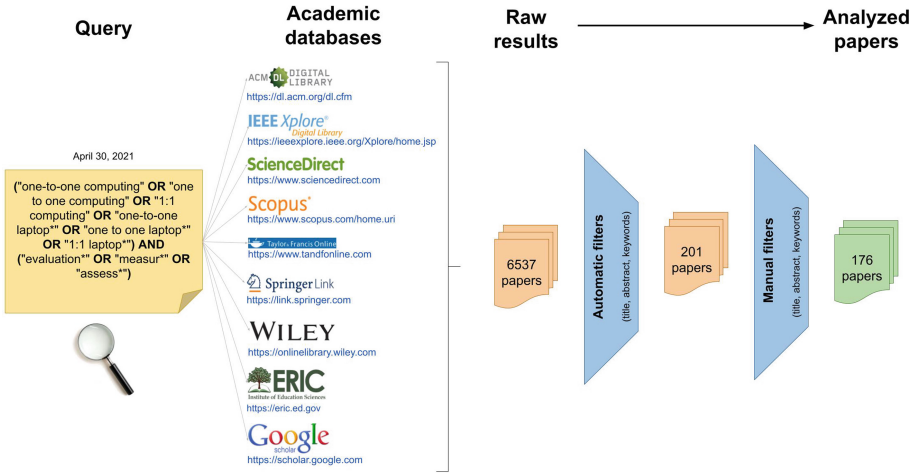 Query
Academic
databases
Raw
results
Analyzed
papers
April 30, 2021
("one-to-one computing" OR "one
to one computing" OR "1:1
computing" OR "one-to-one
laptop*" OR "one to one laptop*"
OR "1:1 laptop*") AND
("evaluation*" OR "measur*" OR
"assess*")
ACM DL DIGITAL
LIBRARY
https://dl.acm.org/dl.cfm
IEEE Xplore®
Digital Library
https://ieeexplore.ieee.org/Xplore/home.jsp
ScienceDirect
https://www.sciencedirect.com
Scopus®
https://www.scopus.com/home.uri
Taylor & Francis Online
https://www.tandfonline.com
Springer Link
https://link.springer.com
WILEY
https://onlinelibrary.wiley.com
ERIC
Institute of Education Sciences
https://eric.ed.gov
Google
scholar
https://scholar.google.com
6537
papers
Automatic filters
(title, abstract, keywords)
201
papers
Manual filters
(title, abstract, keywords)
176
papers